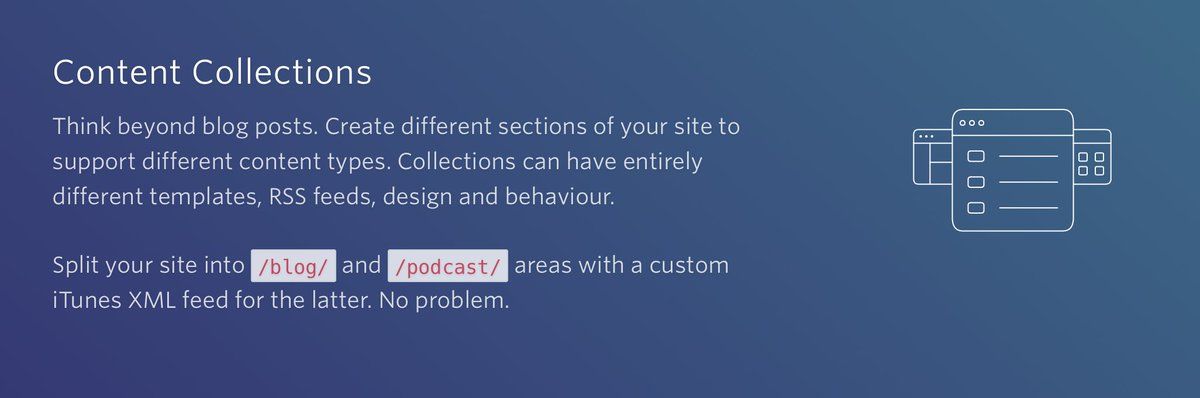 Content Collections
Think beyond blog posts. Create different sections of your site to
support different content types. Collections can have entirely
different templates, RSS feeds, design and behaviour.
Split your site into /blog/ and /podcast/ areas with a custom
iTunes XML feed for the latter. No problem.